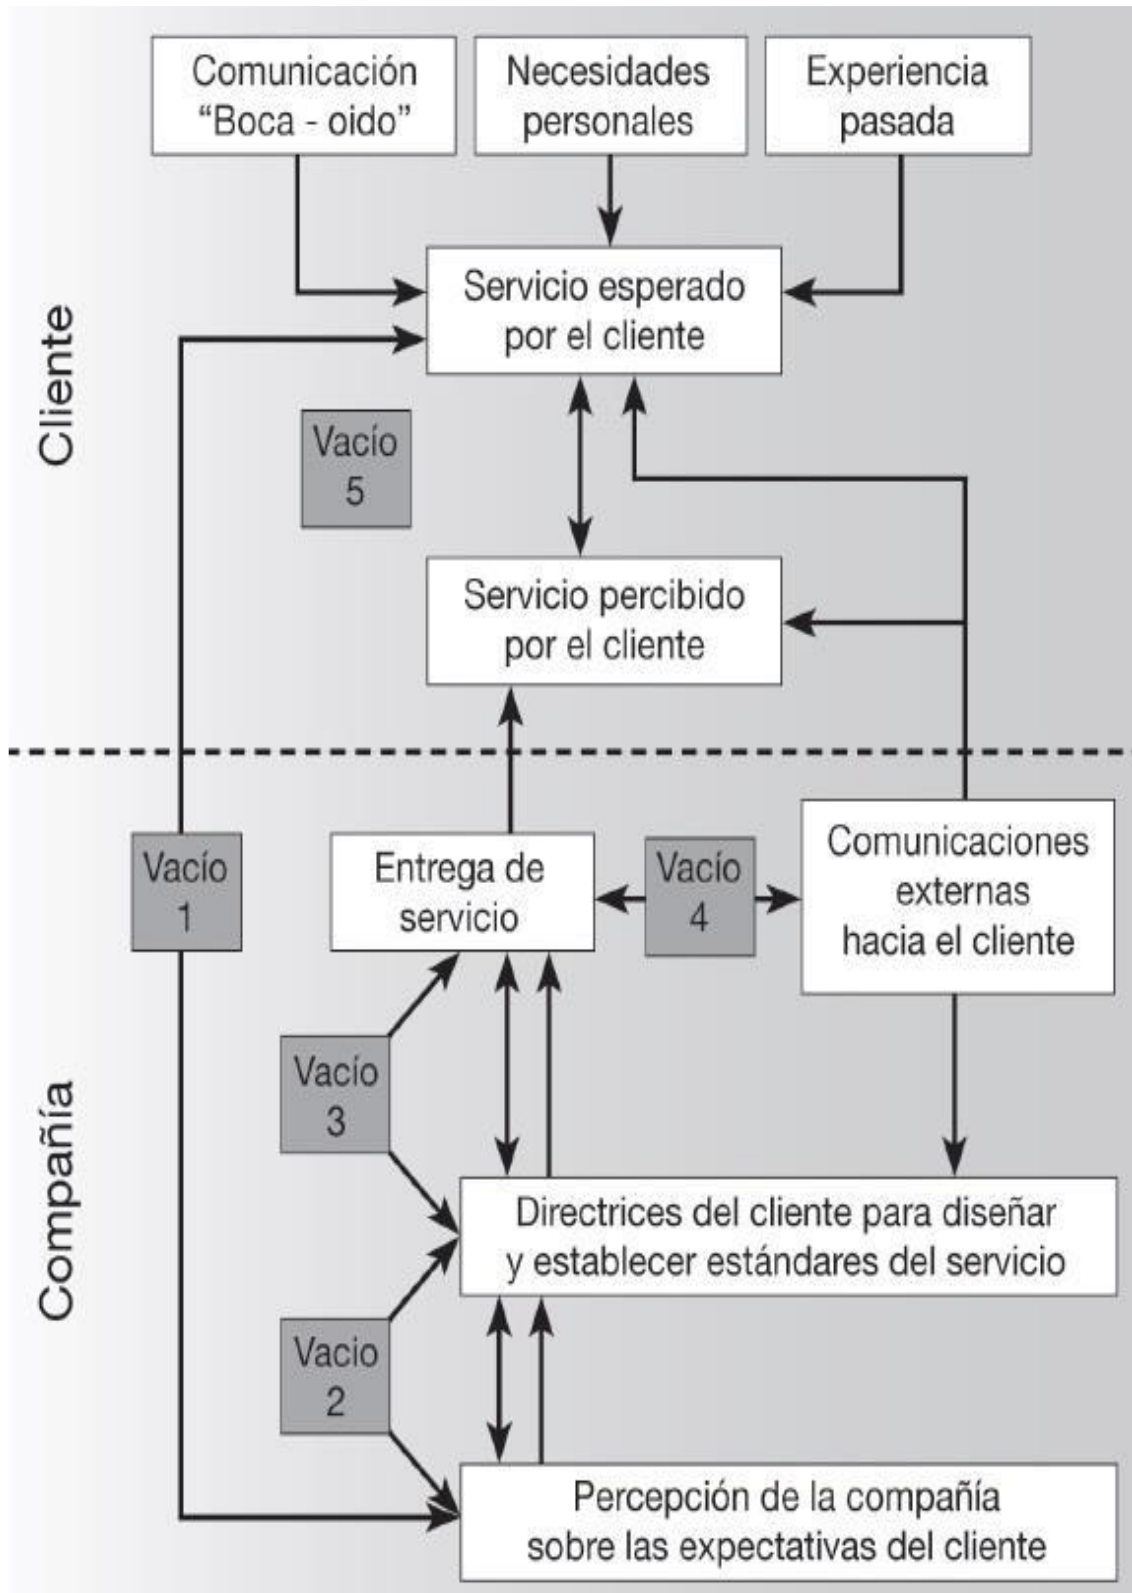 Comunicación
“Boca - oido”
Necesidades
personales
Experiencia
pasada
Servicio esperado
por el cliente
Cliente
Vacío
5
Servicio percibido
por el cliente
Vacío
1
Entrega de
servicio
Vacío
4
Comunicaciones
externas
hacia el cliente
Vacío
3
Compañía
Directrices del cliente para diseñar
y establecer estándares del servicio
Vacio
2
Percepción de la compañía
sobre las expectativas del cliente